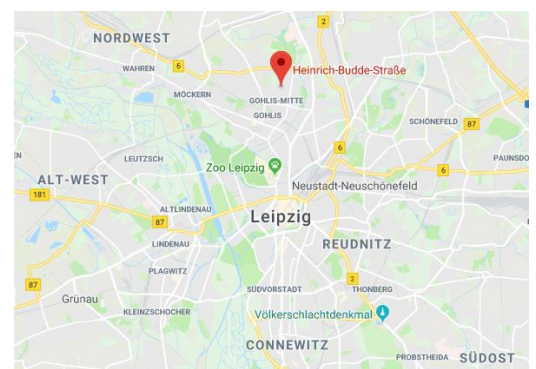 NORDWEST
2
WAHREN
6
Heinrich-Budde-Straße
MÖCKERN
GOHLIS-MITTE
GOHLIS
SCHÖNEFELD
87
6
LEUTZSCH
Zoo Leipzig
6
PAUNSDO
ALT-WEST
Neustadt-Neuschönefeld
181
ALTLINDENAU
87
Leipzig
LINDENAU
REUDNITZ
PLAGWITZ
2
87
SÜDVORSTADT
THONBERG
Grünau
KLEINZSCHOCHER
Völkerschlachtdenkmal
CONNEWITZ
PROBSTHEIDA
SÜDOST